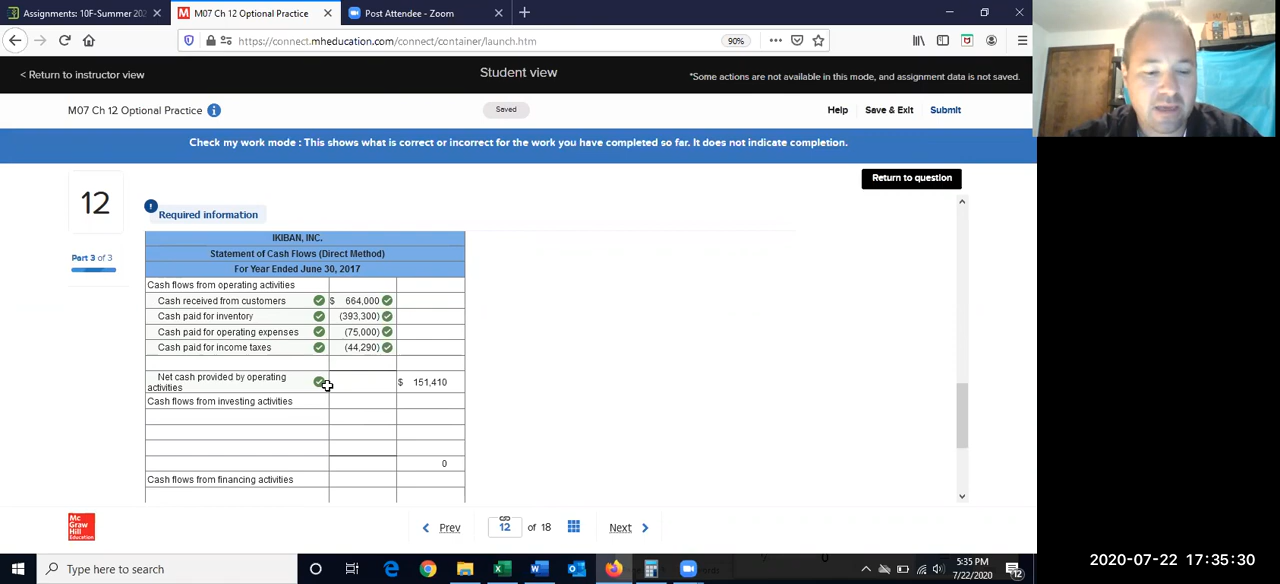 Assignments: 10F-Summer 202
M07 Ch 12 Optional Practice
Post Attendee - Zoom
https://connect.mheducation.com/connect/container/launch.htm
90%
< Return to instructor view
Student view
*Some actions are not available in this mode, and assignment data is not saved.
M07 Ch 12 Optional Practice
Saved
Help
Save & Exit
Submit
Check my work mode : This shows what is correct or incorrect for the work you have completed so far. It does not indicate completion.
Return to question
12
Part 3 of 3
Required information
IKIBAN, INC.
Statement of Cash Flows (Direct Method)
For Year Ended June 30, 2017
Cash flows from operating activities
Cash received from customers $ 664,000
Cash paid for inventory (393,300)
Cash paid for operating expenses (75,000)
Cash paid for income taxes (44,290)
Net cash provided by operating
activities
$ 151,410
Cash flows from investing activities
0
Cash flows from financing activities
Mc
Graw
Hill
Education
< Prev
12 of 18
Next >
Type here to search
5:35 PM
7/22/2020
2020-07-22 17:35:30